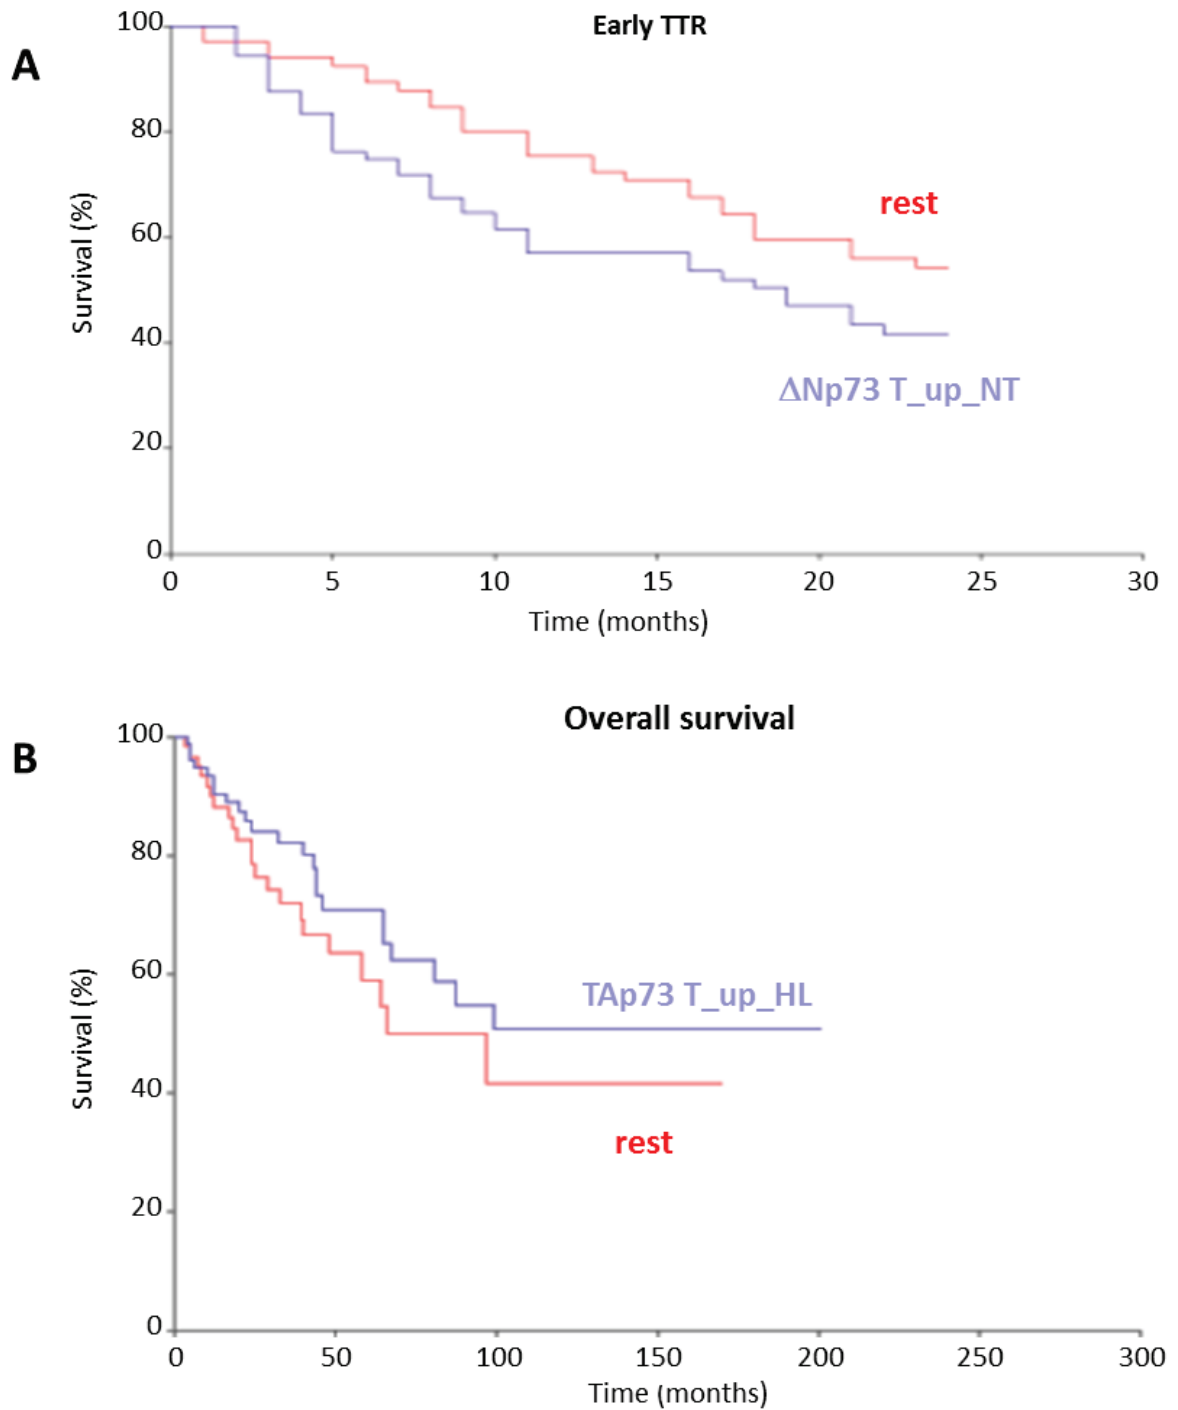 A
Early TTR
100
80
60
40
20
0
Survival (%)
rest
ΔNp73 T_up_NT
0 5 10 15 20 25 30
Time (months)
B
Overall survival
100
80
60
40
20
0
Survival (%)
TAp73 T_up_HL
rest
0 50 100 150 200 250 300
Time (months)